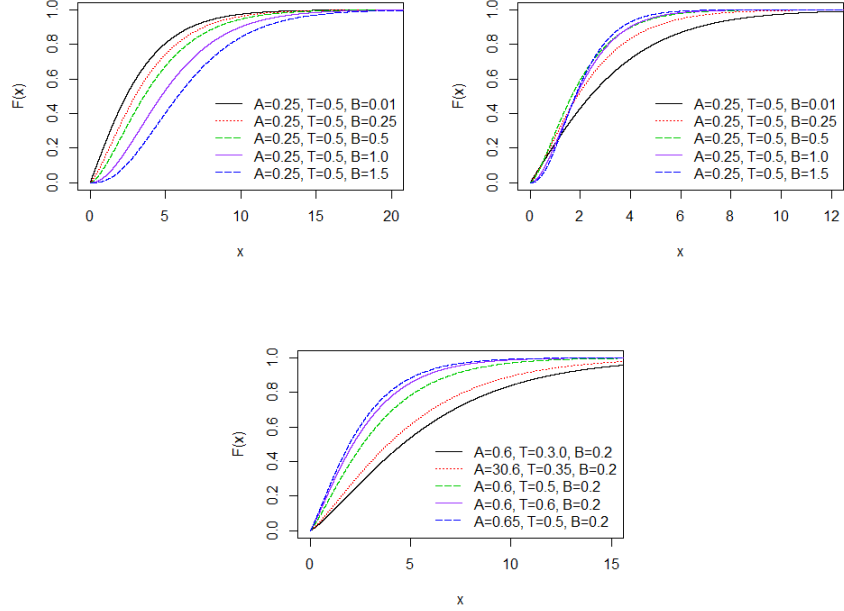 F(x)
0.0 0.2 0.4 0.6 0.8 1.0
A=0.25, T=0.5, B=0.01
A=0.25, T=0.5, B=0.25
A=0.25, T=0.5, B=0.5
A=0.25, T=0.5, B=1.0
A=0.25, T=0.5, B=1.5
0 5 10 15 20
x
F(x)
0.0 0.2 0.4 0.6 0.8 1.0
A=0.25, T=0.5, B=0.01
A=0.25, T=0.5, B=0.25
A=0.25, T=0.5, B=0.5
A=0.25, T=0.5, B=1.0
A=0.25, T=0.5, B=1.5
0 2 4 6 8 10 12
x
F(x)
0.0 0.2 0.4 0.6 0.8 1.0
A=0.6, T=0.3.0, B=0.2
A=30.6, T=0.35, B=0.2
A=0.6, T=0.5, B=0.2
A=0.6, T=0.6, B=0.2
A=0.65, T=0.5, B=0.2
0 5 10 15
x